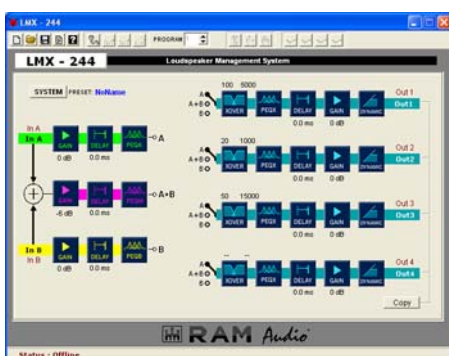 LMX - 244
PROGRAM
LMX - 244
Loudspeaker Management System
SYSTEM PRESET: NoName
In A
In A
GAIN
DELAY
PEQX
A
0 dB
0.0 ms
GAIN
DELAY
PEQX
A+B
-6 dB
0.0 ms
In B
In B
GAIN
DELAY
PEQX
B
0 dB
0.0 ms
100 5000
A
A+B
B
XOVER
PEQX
DELAY
GAIN
DYNAMIC
0.0 ms
0 dB
Out 1
Out1
20 1000
A
A+B
B
XOVER
PEQX
DELAY
GAIN
DYNAMIC
0.0 ms
0 dB
Out 2
Out2
50 15000
A
A+B
B
XOVER
PEQX
DELAY
GAIN
DYNAMIC
0.0 ms
0 dB
Out 3
Out3
-- --
A
A+B
B
XOVER
PEQX
DELAY
GAIN
DYNAMIC
0.0 ms
0 dB
Out 4
Out4
Copy
RAM Audio
Status : Offline